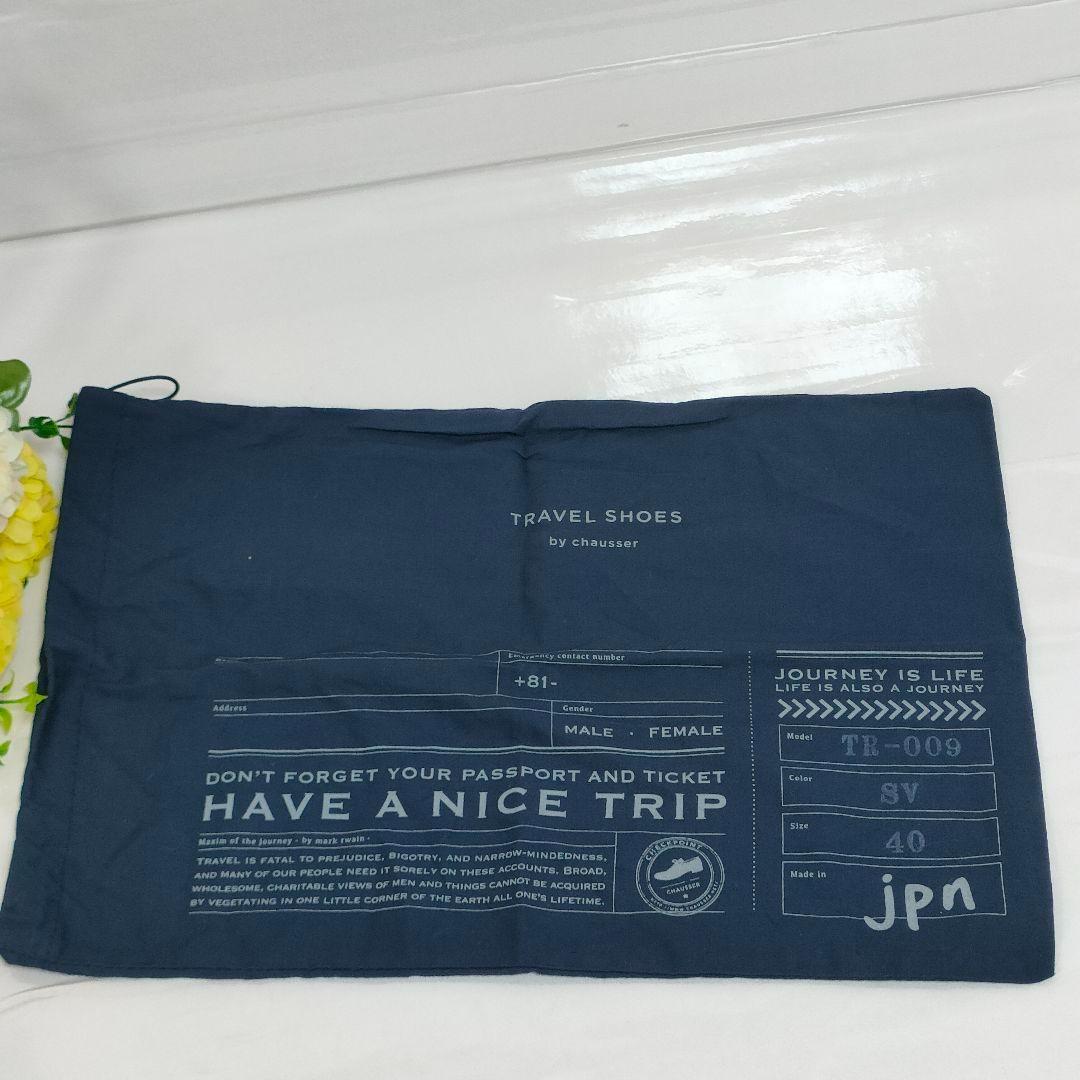 TRAVEL SHOES
by chausser
Emergency contact number
+81-
Address
Gender
MALE · FEMALE
DON'T FORGET YOUR PASSPORT AND TICKET
HAVE A NICE TRIP
Maxim of the journey - by mark twain -
TRAVEL IS FATAL TO PREJUDICE, BIGOTRY, AND NARROW-MINDEDNESS,
AND MANY OF OUR PEOPLE NEED IT SORELY ON THESE ACCOUNTS. BROAD,
WHOLESOME, CHARITABLE VIEWS OF MEN AND THINGS CANNOT BE ACQUIRED
BY VEGETATING IN ONE LITTLE CORNER OF THE EARTH ALL ONE'S LIFETIME.
CHECKPOINT
CHAUSSER
JOURNEY IS LIFE
LIFE IS ALSO A JOURNEY
Model
TR-009
Color
SV
Size
40
Made in
jpn